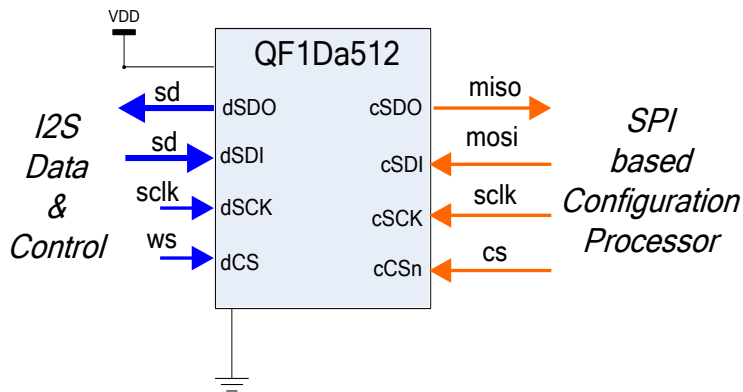 VDD
QF1Da512
sd
dSDO
cSDO
miso
sd
dSDI
cSDI
mosi
sclk
dSCK
cSCK
sclk
ws
dCS
cCSn
cs
I2S
Data
&
Control
SPI
based
Configuration
Processor